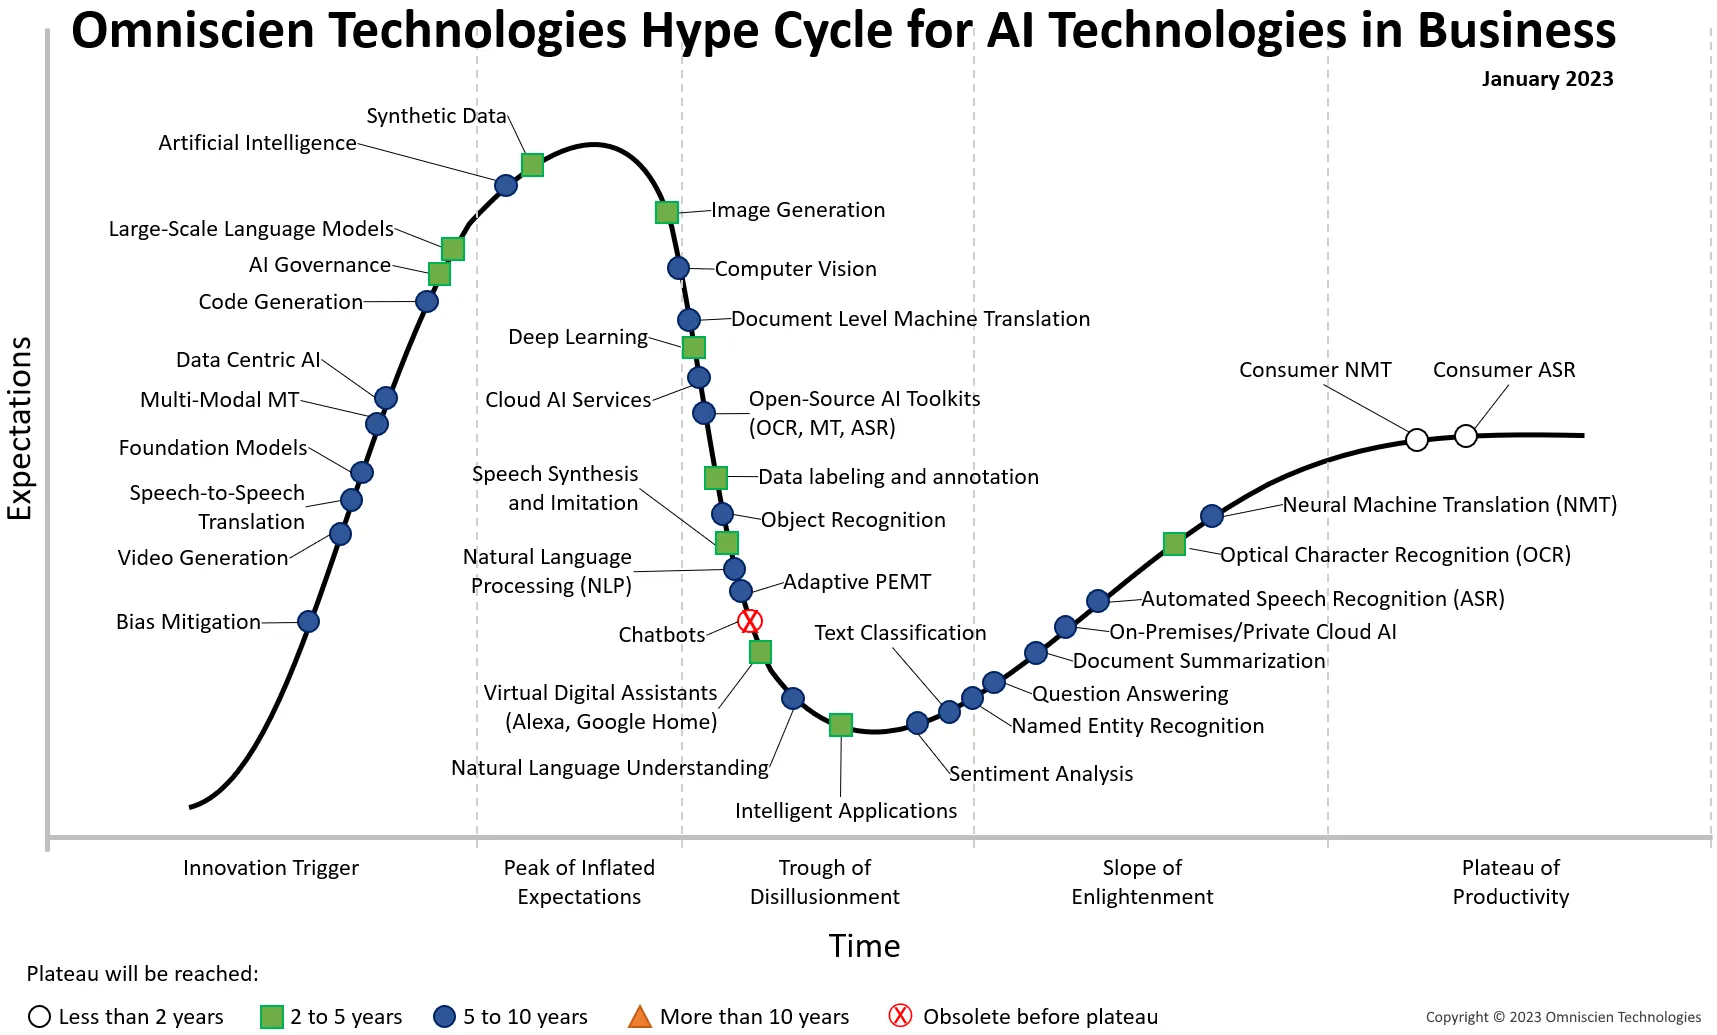 Omniscien Technologies Hype Cycle for AI Technologies in Business
January 2023
Expectations
Synthetic Data
Artificial Intelligence
Large-Scale Language Models
AI Governance
Code Generation
Data Centric AI
Multi-Modal MT
Foundation Models
Speech-to-Speech
Translation
Video Generation
Bias Mitigation
Image Generation
Computer Vision
Document Level Machine Translation
Deep Learning
Cloud AI Services
Open-Source AI Toolkits
(OCR, MT, ASR)
Data labeling and annotation
Speech Synthesis
and Imitation
Object Recognition
Natural Language
Processing (NLP)
Adaptive PEMT
Chatbots
Virtual Digital Assistants
(Alexa, Google Home)
Natural Language Understanding
Intelligent Applications
Text Classification
Sentiment Analysis
Named Entity Recognition
Question Answering
Document Summarization
On-Premises/Private Cloud AI
Automated Speech Recognition (ASR)
Optical Character Recognition (OCR)
Neural Machine Translation (NMT)
Consumer NMT
Consumer ASR
Innovation Trigger
Peak of Inflated
Expectations
Trough of
Disillusionment
Slope of
Enlightenment
Plateau of
Productivity
Time
Plateau will be reached:
Less than 2 years
2 to 5 years
5 to 10 years
More than 10 years
Obsolete before plateau
Copyright © 2023 Omniscien Technologies